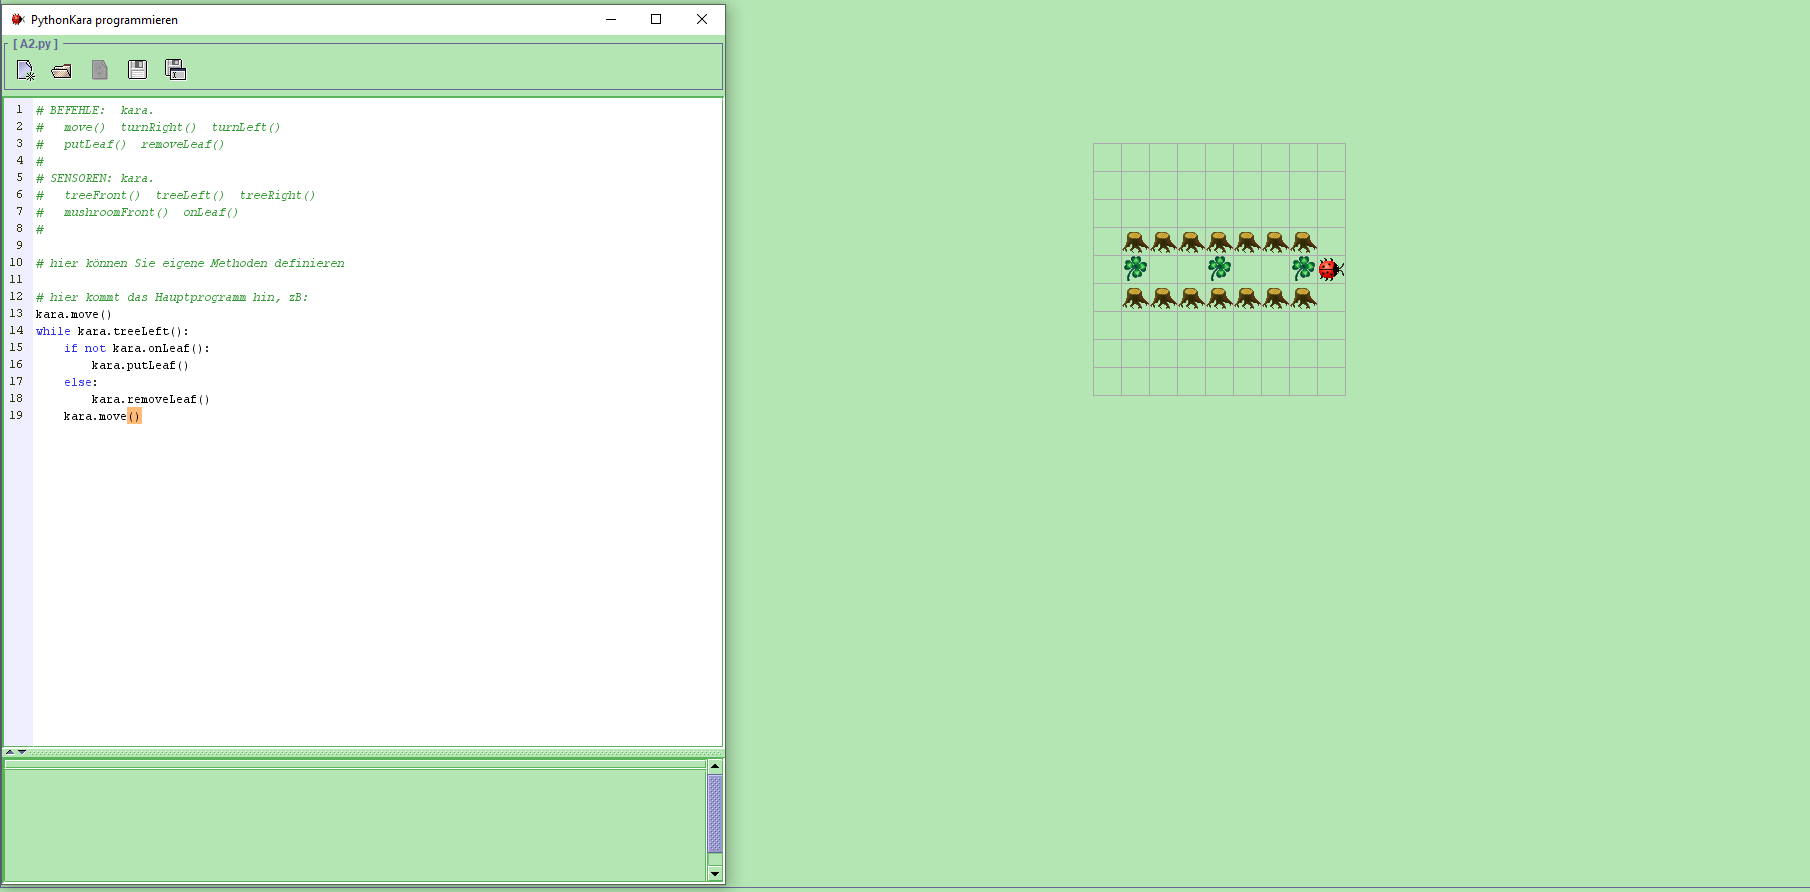 PythonKara programmieren
[ A2.py ]
1 # BEFEHLE:  kara.
2 #   move()  turnRight()  turnLeft()
3 #   putLeaf()  removeLeaf()
4 #
5 # SENSOREN: kara.
6 #   treeFront()  treeLeft()  treeRight()
7 #   mushroomFront()  onLeaf()
8 #
9
10 # hier können Sie eigene Methoden definieren
11
12 # hier kommt das Hauptprogramm hin, zB:
13 kara.move()
14 while kara.treeLeft():
15     if not kara.onLeaf():
16         kara.putLeaf()
17     else:
18         kara.removeLeaf()
19     kara.move()